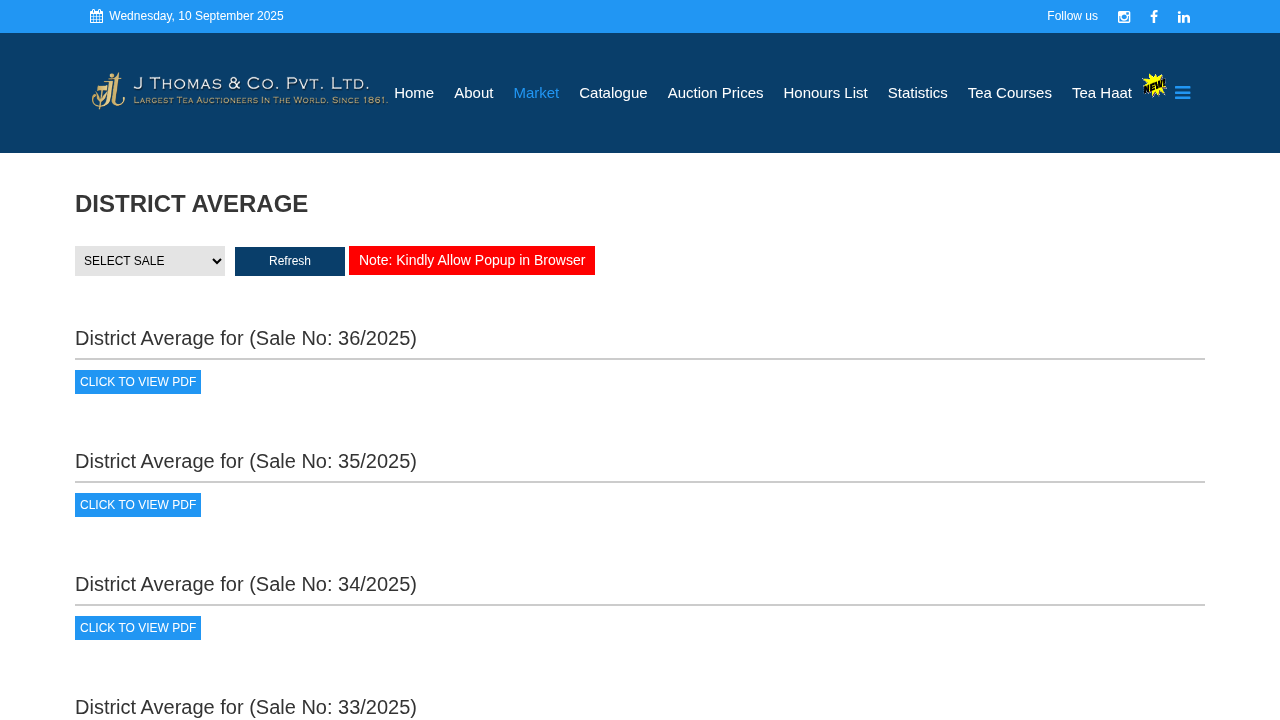 Wednesday, 10 September 2025
Follow us
J Thomas & Co. Pvt. Ltd.
Largest Tea Auctioneers In The World. Since 1861.
Home About Market Catalogue Auction Prices Honours List Statistics Tea Courses Tea Haat NEW
DISTRICT AVERAGE
SELECT SALE Refresh Note: Kindly Allow Popup in Browser
District Average for (Sale No: 36/2025)
CLICK TO VIEW PDF
District Average for (Sale No: 35/2025)
CLICK TO VIEW PDF
District Average for (Sale No: 34/2025)
CLICK TO VIEW PDF
District Average for (Sale No: 33/2025)